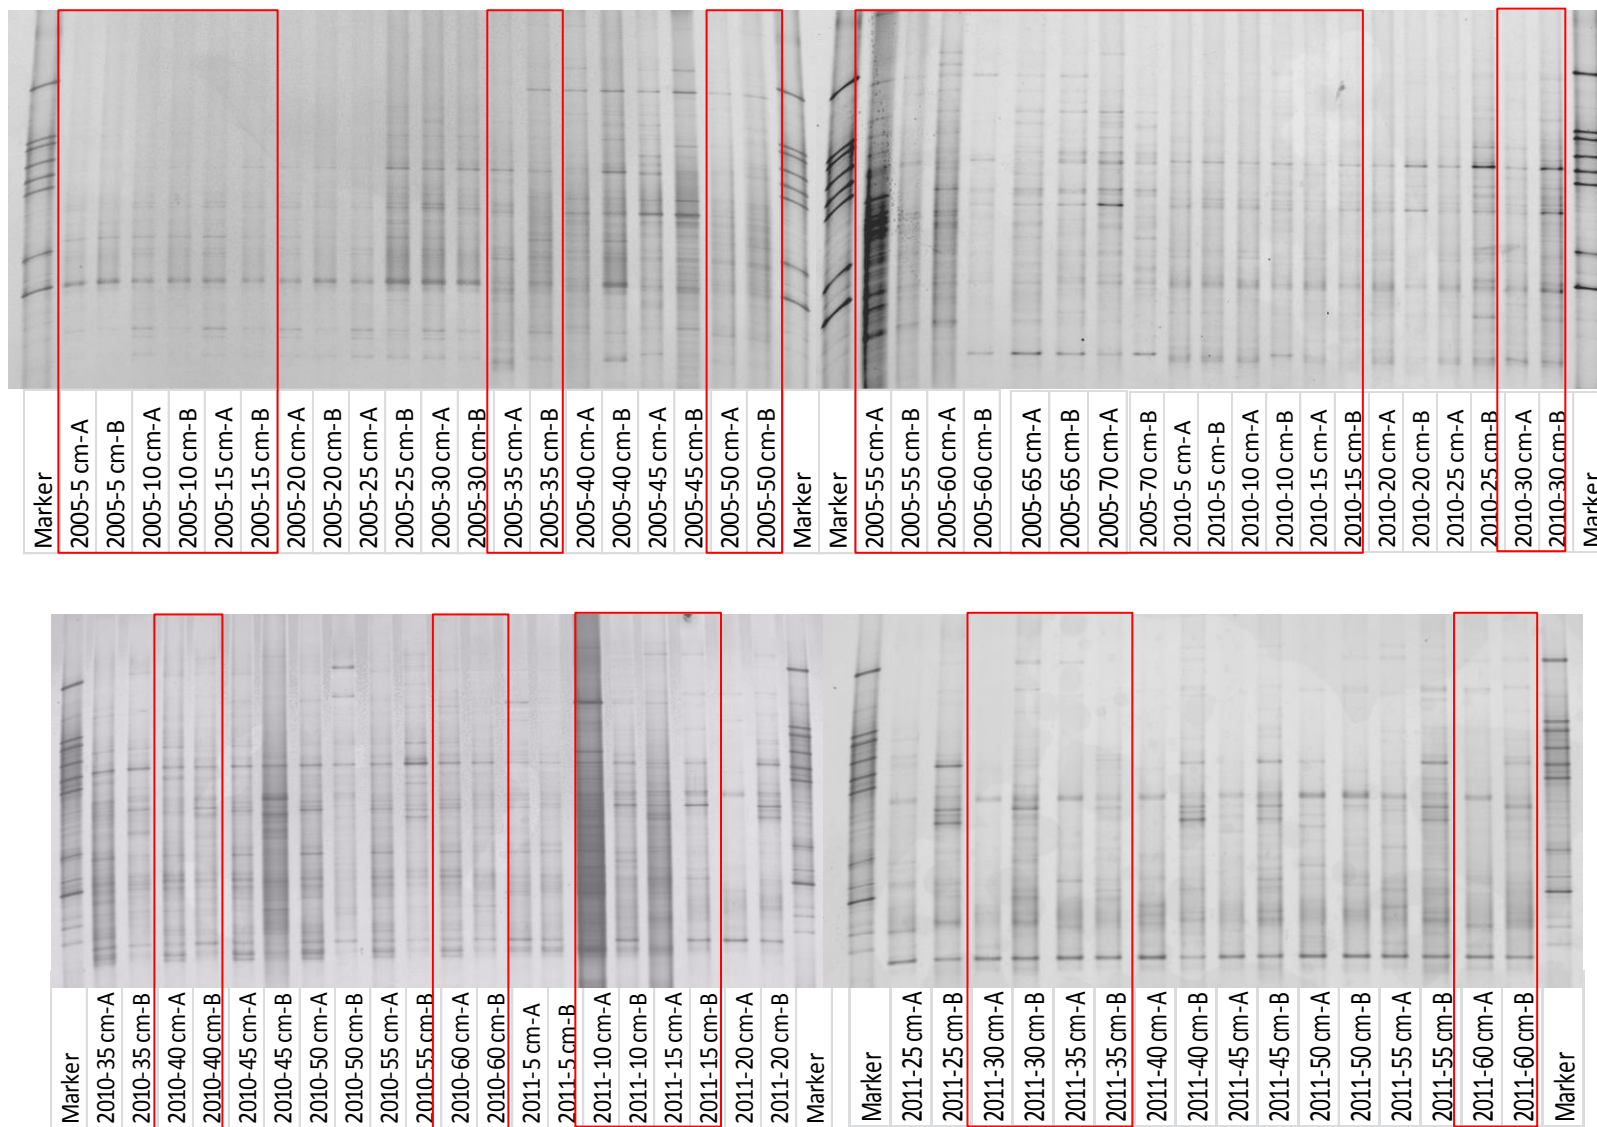 Marker
2005-5 cm-A
2005-5 cm-B
2005-10 cm-A
2005-10 cm-B
2005-15 cm-A
2005-15 cm-B
2005-20 cm-A
2005-20 cm-B
2005-25 cm-A
2005-25 cm-B
2005-30 cm-A
2005-30 cm-B
2005-35 cm-A
2005-35 cm-B
2005-40 cm-A
2005-40 cm-B
2005-45 cm-A
2005-45 cm-B
2005-50 cm-A
2005-50 cm-B
Marker
Marker
2005-55 cm-A
2005-55 cm-B
2005-60 cm-A
2005-60 cm-B
2005-65 cm-A
2005-65 cm-B
2005-70 cm-A
2005-70 cm-B
2010-5 cm-A
2010-5 cm-B
2010-10 cm-A
2010-10 cm-B
2010-15 cm-A
2010-15 cm-B
2010-20 cm-A
2010-20 cm-B
2010-25 cm-A
2010-25 cm-B
2010-30 cm-A
2010-30 cm-B
Marker
Marker
2010-35 cm-A
2010-35 cm-B
2010-40 cm-A
2010-40 cm-B
2010-45 cm-A
2010-45 cm-B
2010-50 cm-A
2010-50 cm-B
2010-55 cm-A
2010-55 cm-B
2010-60 cm-A
2010-60 cm-B
2011-5 cm-A
2011-5 cm-B
2011-10 cm-A
2011-10 cm-B
2011-15 cm-A
2011-15 cm-B
2011-20 cm-A
2011-20 cm-B
Marker
Marker
2011-25 cm-A
2011-25 cm-B
2011-30 cm-A
2011-30 cm-B
2011-35 cm-A
2011-35 cm-B
2011-40 cm-A
2011-40 cm-B
2011-45 cm-A
2011-45 cm-B
2011-50 cm-A
2011-50 cm-B
2011-55 cm-A
2011-55 cm-B
2011-60 cm-A
2011-60 cm-B
Marker